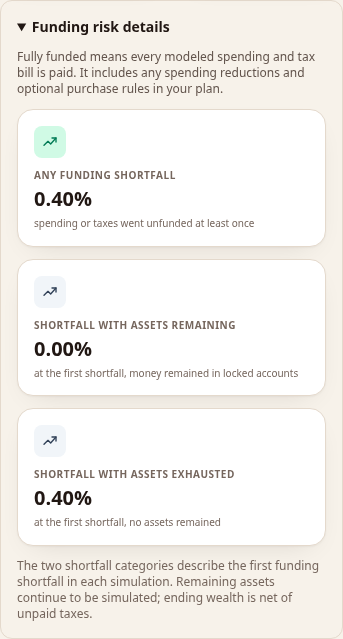 ▼ Funding risk details
Fully funded means every modeled spending and tax
bill is paid. It includes any spending reductions and
optional purchase rules in your plan.
ANY FUNDING SHORTFALL
0.40%
spending or taxes went unfunded at least once
SHORTFALL WITH ASSETS REMAINING
0.00%
at the first shortfall, money remained in locked accounts
SHORTFALL WITH ASSETS EXHAUSTED
0.40%
at the first shortfall, no assets remained
The two shortfall categories describe the first funding
shortfall in each simulation. Remaining assets
continue to be simulated; ending wealth is net of
unpaid taxes.